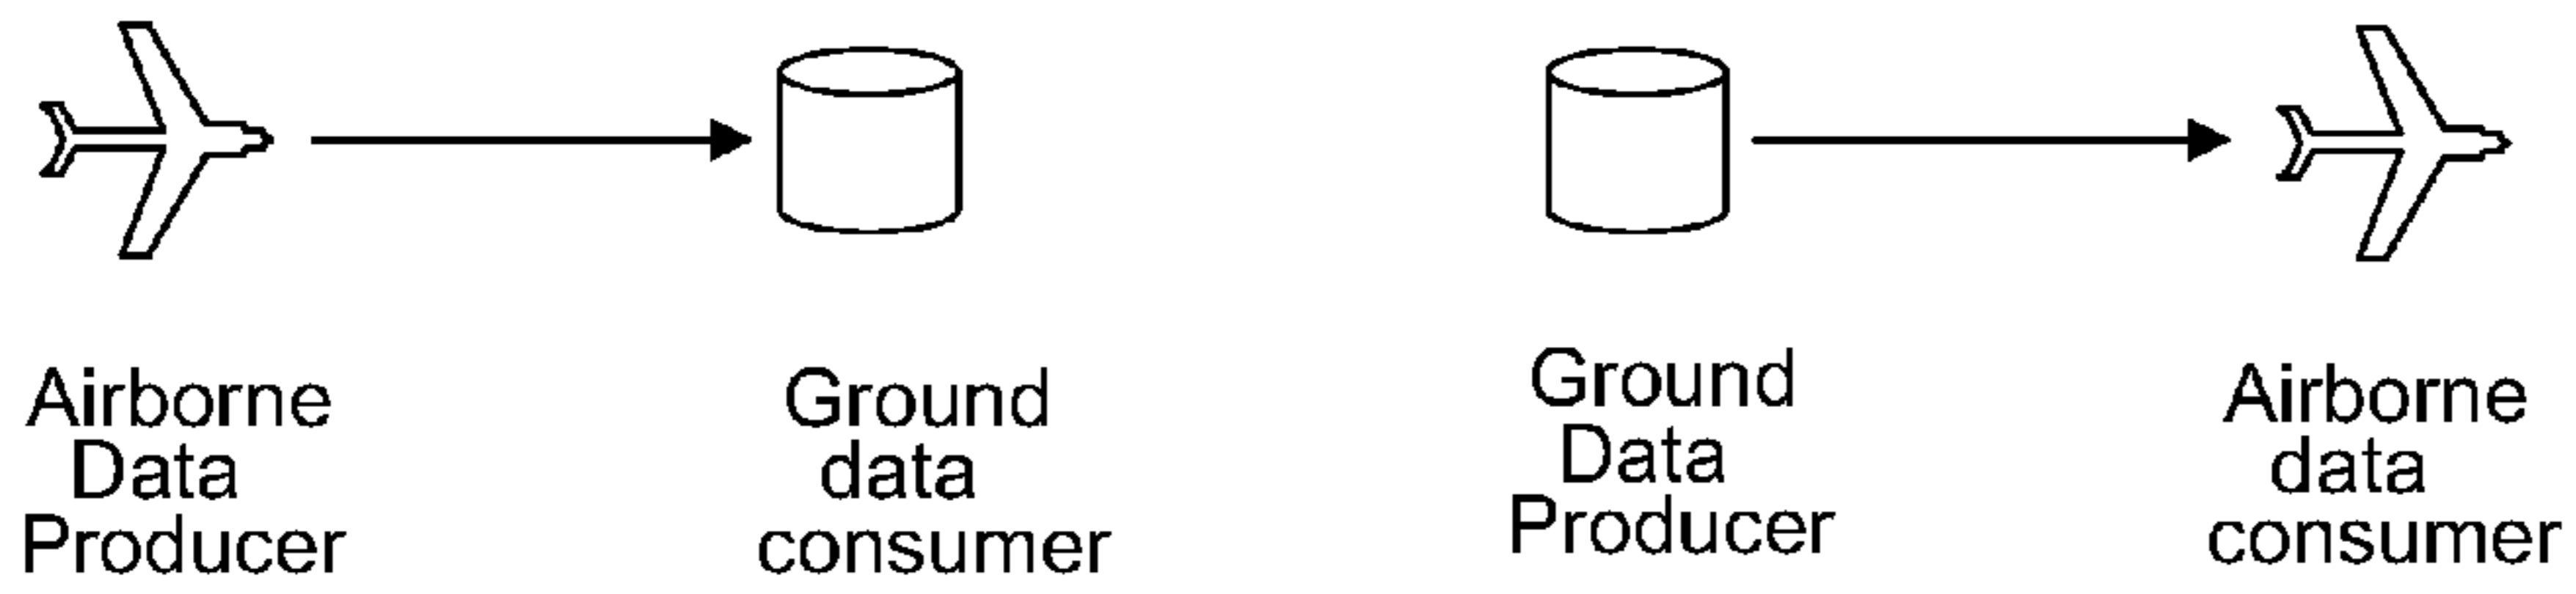 Airborne
Data
Producer
Ground
data
consumer
Ground
Data
Producer
Airborne
data
consumer